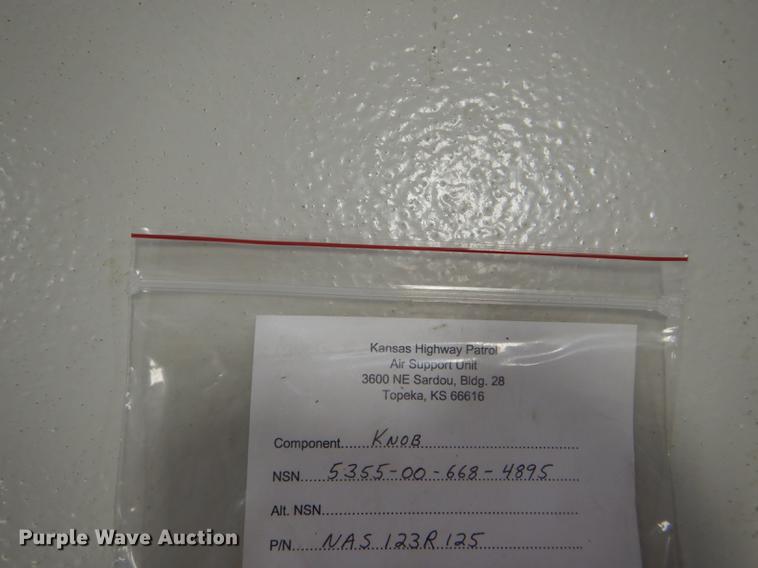 Kansas Highway Patrol
Air Support Unit
3600 NE Sardou, Bldg. 28
Topeka, KS 66616
Component......KNOB..............................
NSN.....5355-00-668-4895......
Alt. NSN..................................................
P/N.....NAS 123R125....................
Purple Wave Auction